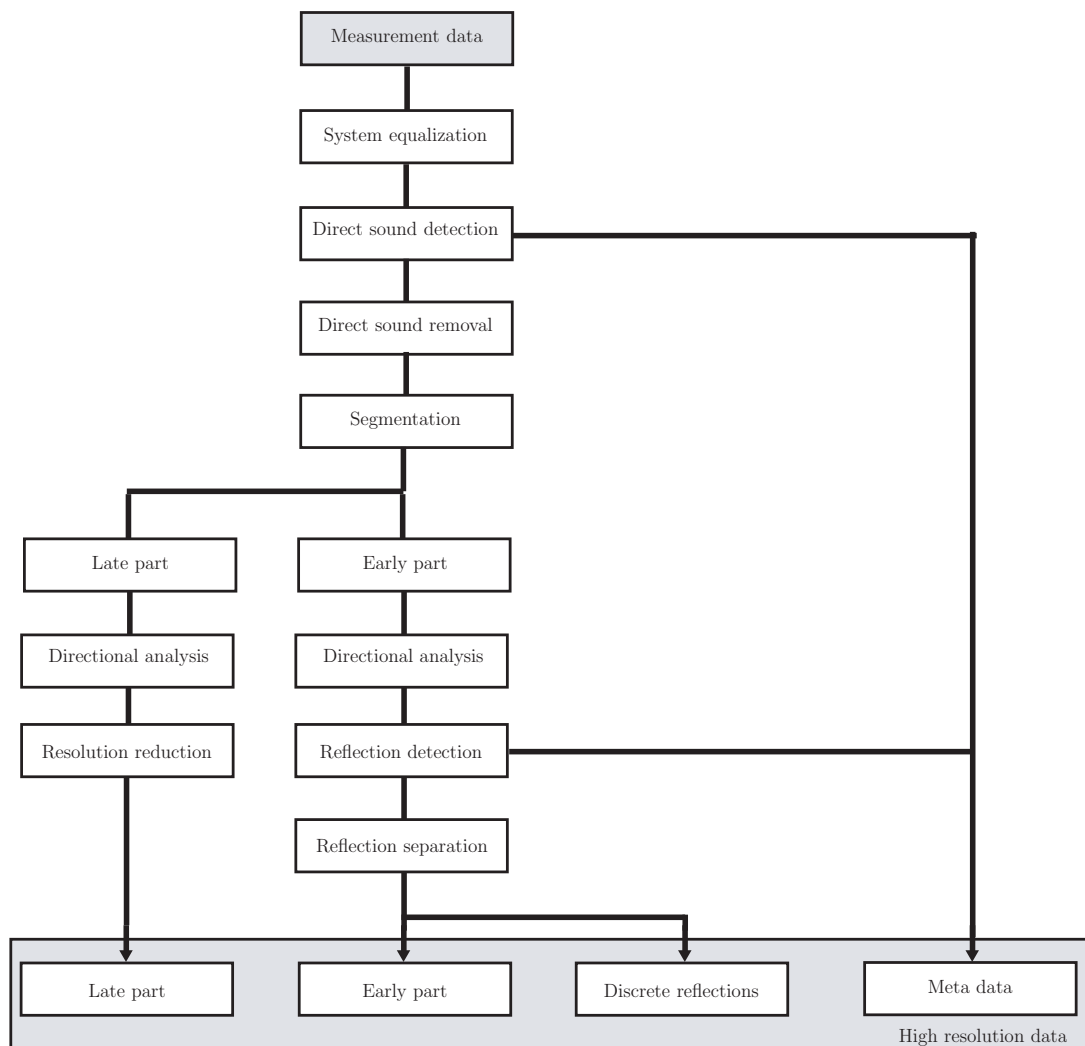 Measurement data
System equalization
Direct sound detection
Direct sound removal
Segmentation
Late part
Early part
Directional analysis
Directional analysis
Resolution reduction
Reflection detection
Reflection separation
Late part
Early part
Discrete reflections
Meta data
High resolution data